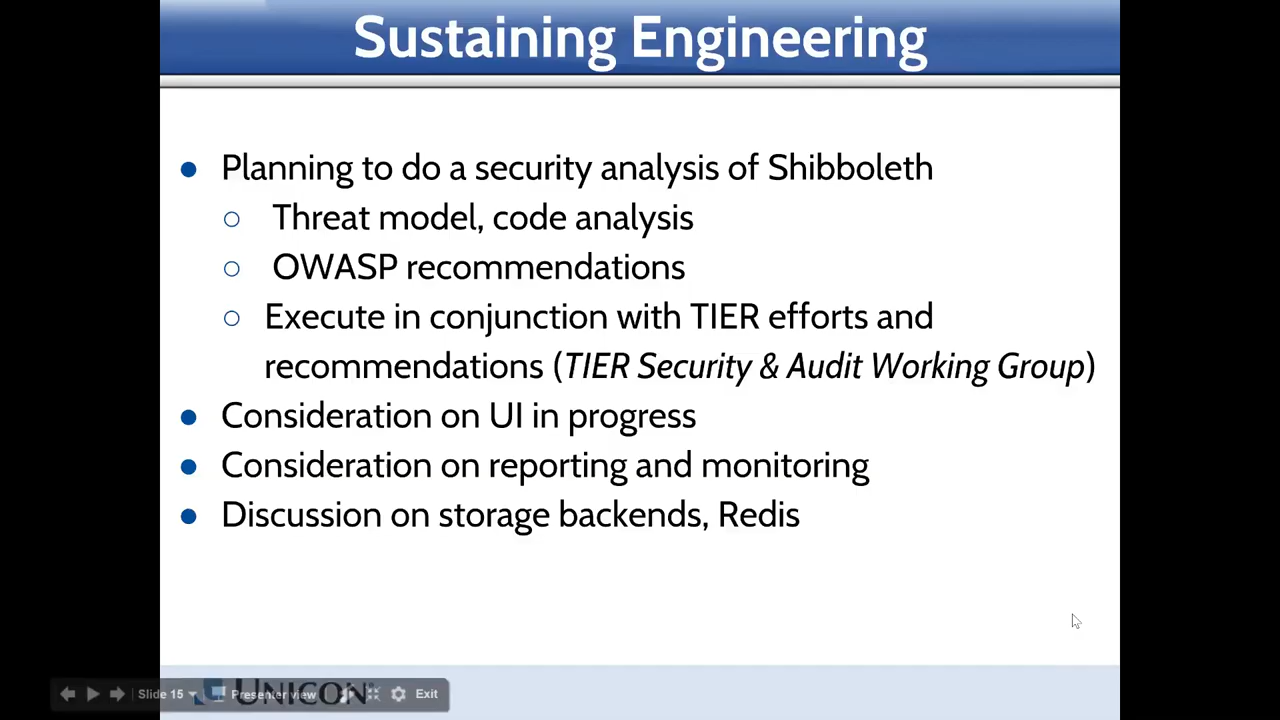 Sustaining Engineering
● Planning to do a security analysis of Shibboleth
○ Threat model, code analysis
○ OWASP recommendations
○ Execute in conjunction with TIER efforts and
recommendations (TIER Security & Audit Working Group)
● Consideration on UI in progress
● Consideration on reporting and monitoring
● Discussion on storage backends, Redis
UNICON
Slide 15 Presenter view Exit